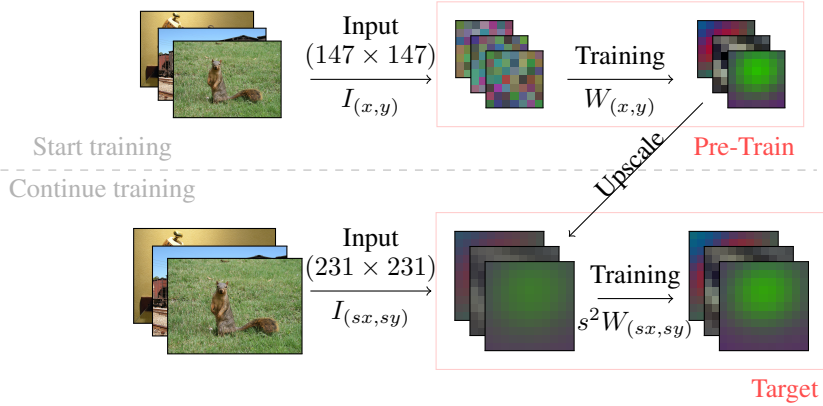 Input
(147 × 147)
I(x,y)
Training
W(x,y)
Start training
Pre-Train
Upscale
Continue training
Input
(231 × 231)
I(sx,sy)
Training
s²W(sx,sy)
Target